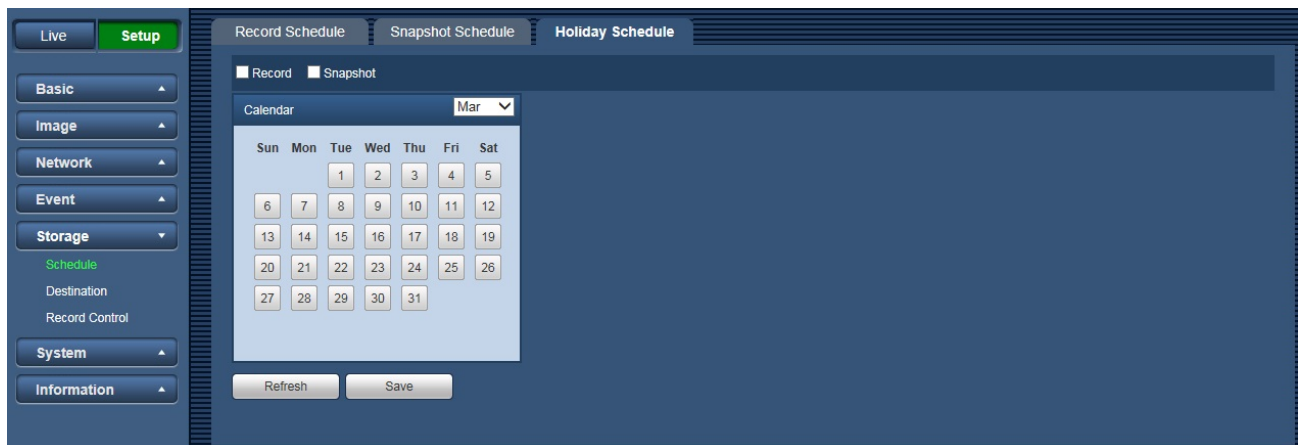 Live Setup
Record Schedule Snapshot Schedule Holiday Schedule
Basic
Image
Network
Event
Storage
Schedule
Destination
Record Control
System
Information
Record Snapshot
Calendar Mar
Sun Mon Tue Wed Thu Fri Sat
1 2 3 4 5
6 7 8 9 10 11 12
13 14 15 16 17 18 19
20 21 22 23 24 25 26
27 28 29 30 31
Refresh Save